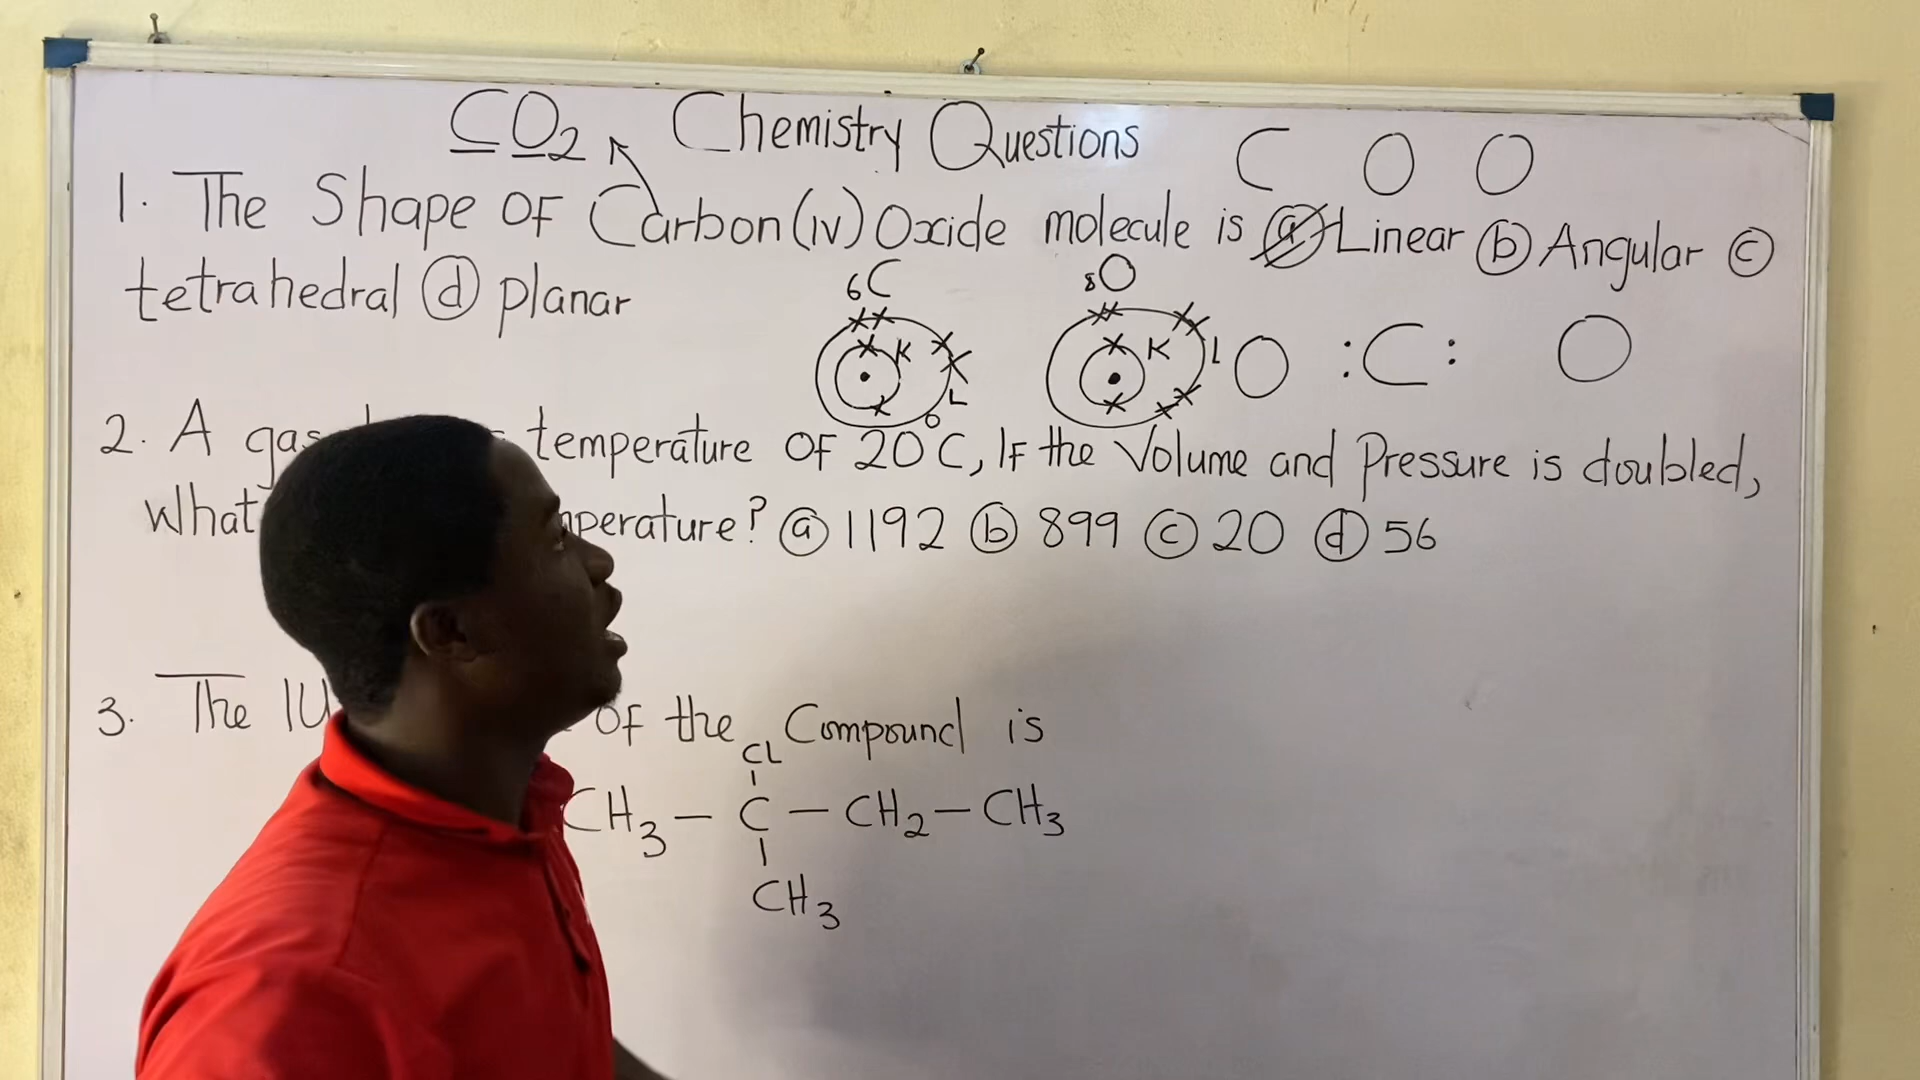 CO2 Chemistry Questions C O O
1. The Shape OF Carbon(iv) Oxide molecule is (a) Linear (b) Angular (c)
tetrahedral (d) planar
6C 8O
K L K L O :C: O
2. A gas temperature OF 20°C, IF the Volume and Pressure is doubled,
What temperature? (a) 1192 (b) 899 (c) 20 (d) 56
3. The OF the Compound is
CL
CH3 — C — CH2 — CH3
CH3